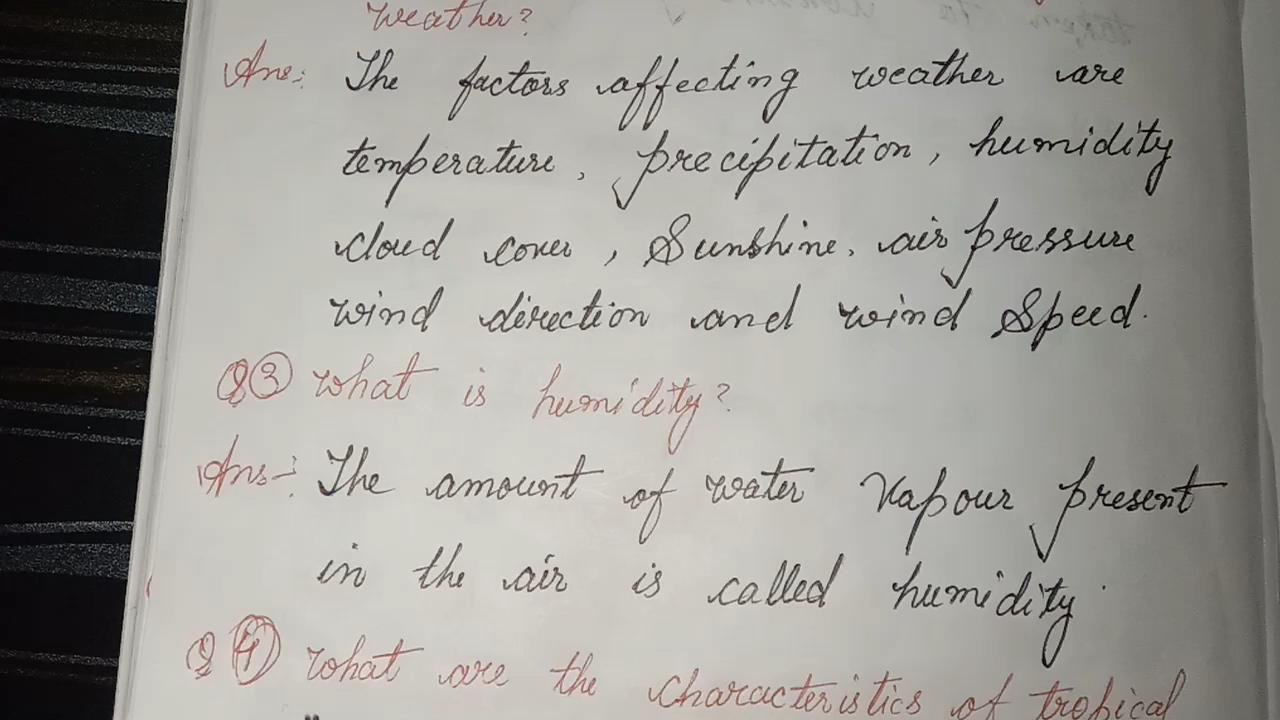 weather?
Ans:- The factors affecting weather are
temperature, precipitation, humidity
cloud cover, Sunshine, air pressure
wind direction and wind Speed.
Q③ What is humidity?
Ans-: The amount of water Vapour present
in the air is called humidity.
Q④ What are the characteristics of tropical